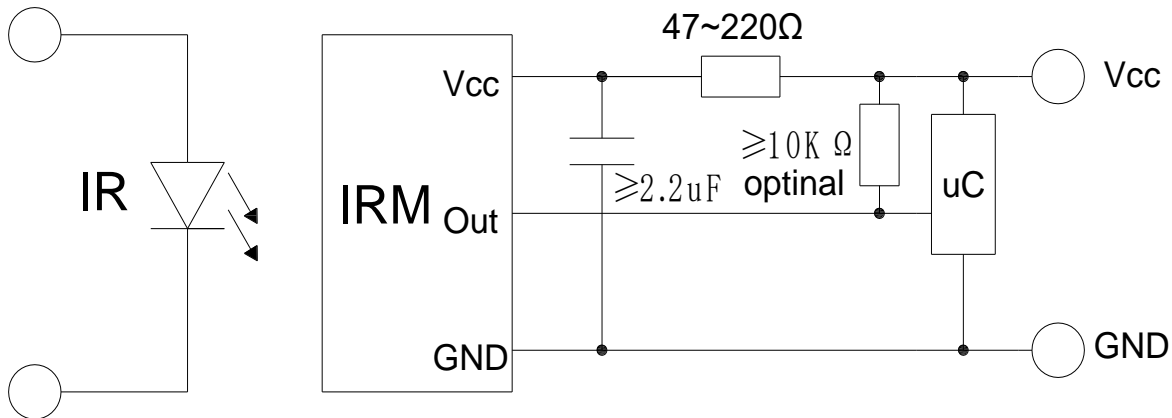 47~220Ω
Vcc
Vcc
≥10K Ω
optinal
IR
IRM
≥2.2uF
uC
Out
GND
GND